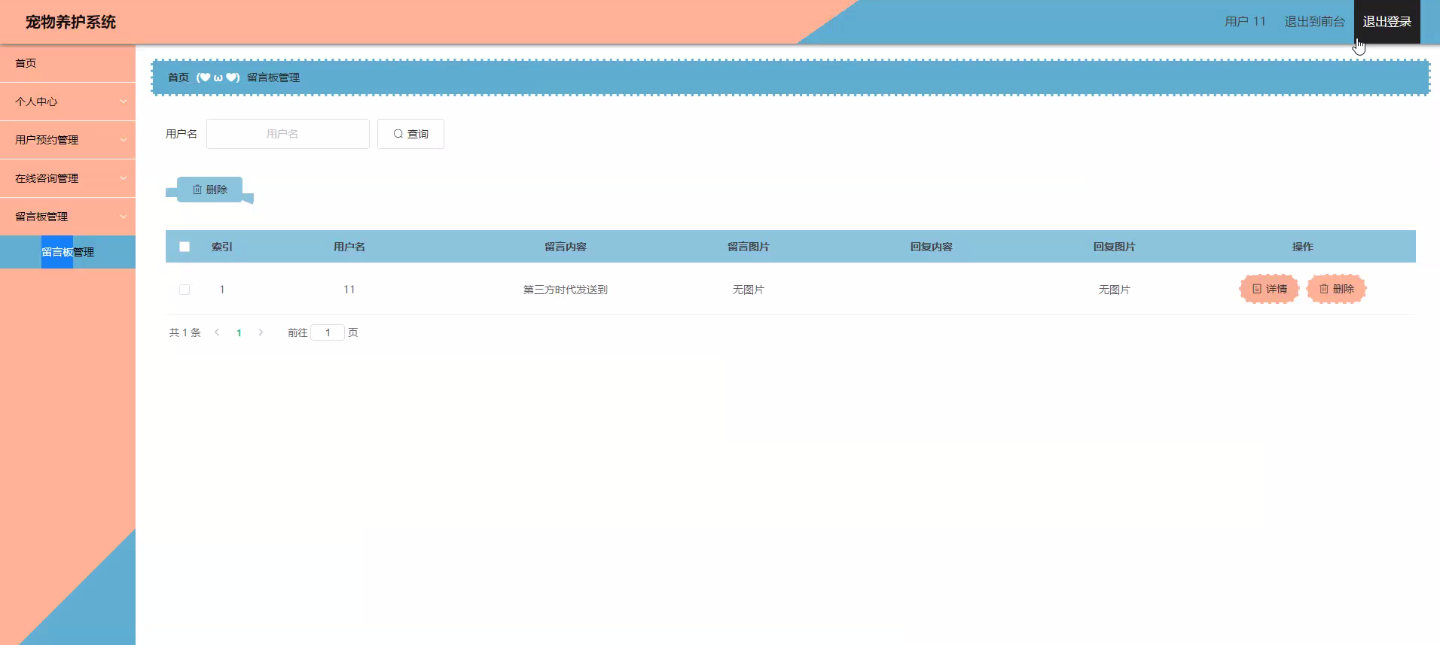 宠物养护系统
用户 11 退出到前台 退出登录
首页
个人中心
用户预约管理
在线咨询管理
留言板管理
留言板管理
首页 (♥ω♥) 留言板管理
用户名 用户名 查询
删除
索引 用户名 留言内容 留言图片 回复内容 回复图片 操作
1 11 第三方时代发送到 无图片 无图片 详情 删除
共 1 条 1 前往 1 页